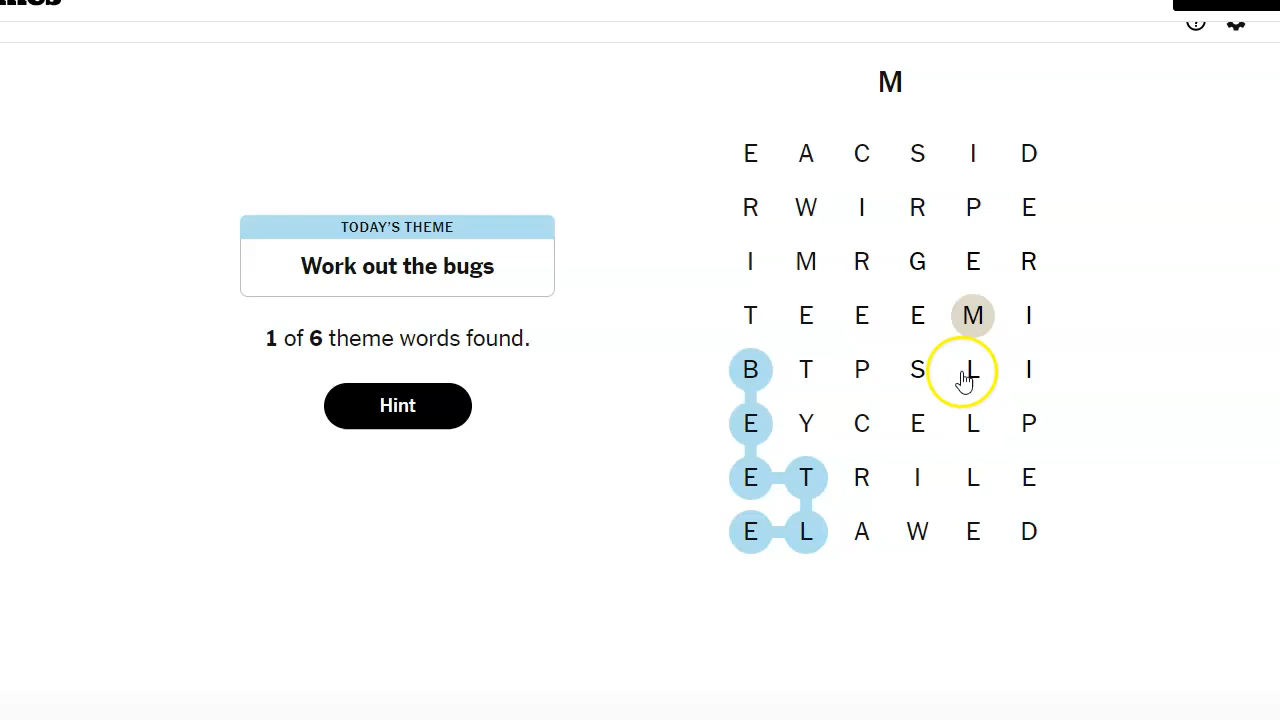 M
E A C S I D
R W I R P E
TODAY'S THEME
Work out the bugs
I M R G E R
T E E E M I
1 of 6 theme words found.
B T P S L I
Hint
E Y C E L P
E T R I L E
E L A W E D